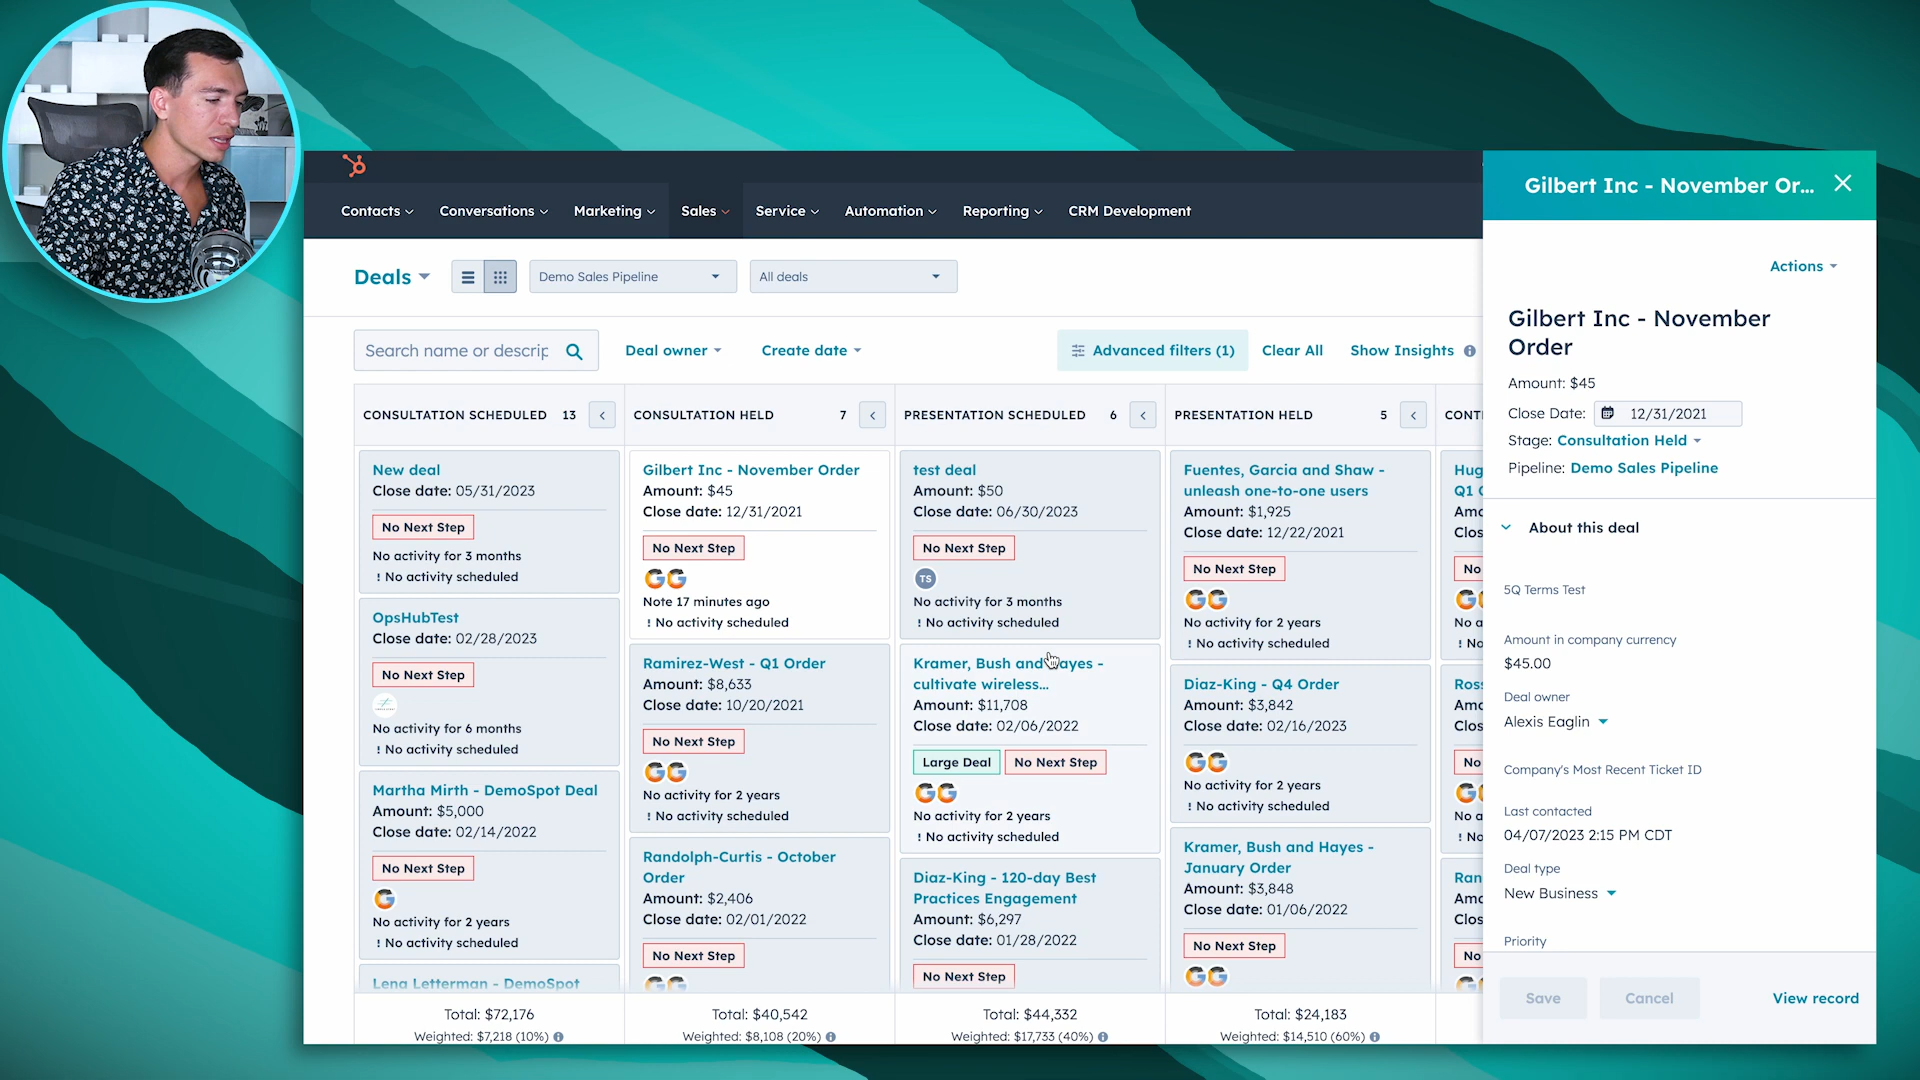 Contacts
Conversations
Marketing
Sales
Service
Automation
Reporting
CRM Development
Deals
Demo Sales Pipeline
All deals
Search name or descrip
Deal owner
Create date
Advanced filters (1)
Clear All
Show Insights
CONSULTATION SCHEDULED 13
New deal
Close date: 05/31/2023
No Next Step
No activity for 3 months
! No activity scheduled
OpsHubTest
Close date: 02/28/2023
No Next Step
No activity for 6 months
! No activity scheduled
Martha Mirth - DemoSpot Deal
Amount: $5,000
Close date: 02/14/2022
No Next Step
No activity for 2 years
! No activity scheduled
Lena Letterman - DemoSpot
Total: $72,176
Weighted: $7,218 (10%)
CONSULTATION HELD 7
Gilbert Inc - November Order
Amount: $45
Close date: 12/31/2021
No Next Step
Note 17 minutes ago
! No activity scheduled
Ramirez-West - Q1 Order
Amount: $8,633
Close date: 10/20/2021
No Next Step
No activity for 2 years
! No activity scheduled
Randolph-Curtis - October
Order
Amount: $2,406
Close date: 02/01/2022
No Next Step
Total: $40,542
Weighted: $8,108 (20%)
PRESENTATION SCHEDULED 6
test deal
Amount: $50
Close date: 06/30/2023
No Next Step
TS
No activity for 3 months
! No activity scheduled
Kramer, Bush and Hayes -
cultivate wireless...
Amount: $11,708
Close date: 02/06/2022
Large Deal No Next Step
No activity for 2 years
! No activity scheduled
Diaz-King - 120-day Best
Practices Engagement
Amount: $6,297
Close date: 01/28/2022
No Next Step
Total: $44,332
Weighted: $17,733 (40%)
PRESENTATION HELD 5
Fuentes, Garcia and Shaw -
unleash one-to-one users
Amount: $1,925
Close date: 12/22/2021
No Next Step
No activity for 2 years
! No activity scheduled
Diaz-King - Q4 Order
Amount: $3,842
Close date: 02/16/2023
No activity for 2 years
! No activity scheduled
Kramer, Bush and Hayes -
January Order
Amount: $3,848
Close date: 01/06/2022
No Next Step
Total: $24,183
Weighted: $14,510 (60%)
CONT
Hug
Q1
Amo
Clos
No
No a
! No
Ros
Amo
Clos
No
No a
! No
Ran
Amo
Clos
No
Gilbert Inc - November Or...
Actions
Gilbert Inc - November
Order
Amount: $45
Close Date: 12/31/2021
Stage: Consultation Held
Pipeline: Demo Sales Pipeline
About this deal
5Q Terms Test
Amount in company currency
$45.00
Deal owner
Alexis Eaglin
Company's Most Recent Ticket ID
Last contacted
04/07/2023 2:15 PM CDT
Deal type
New Business
Priority
Save
Cancel
View record